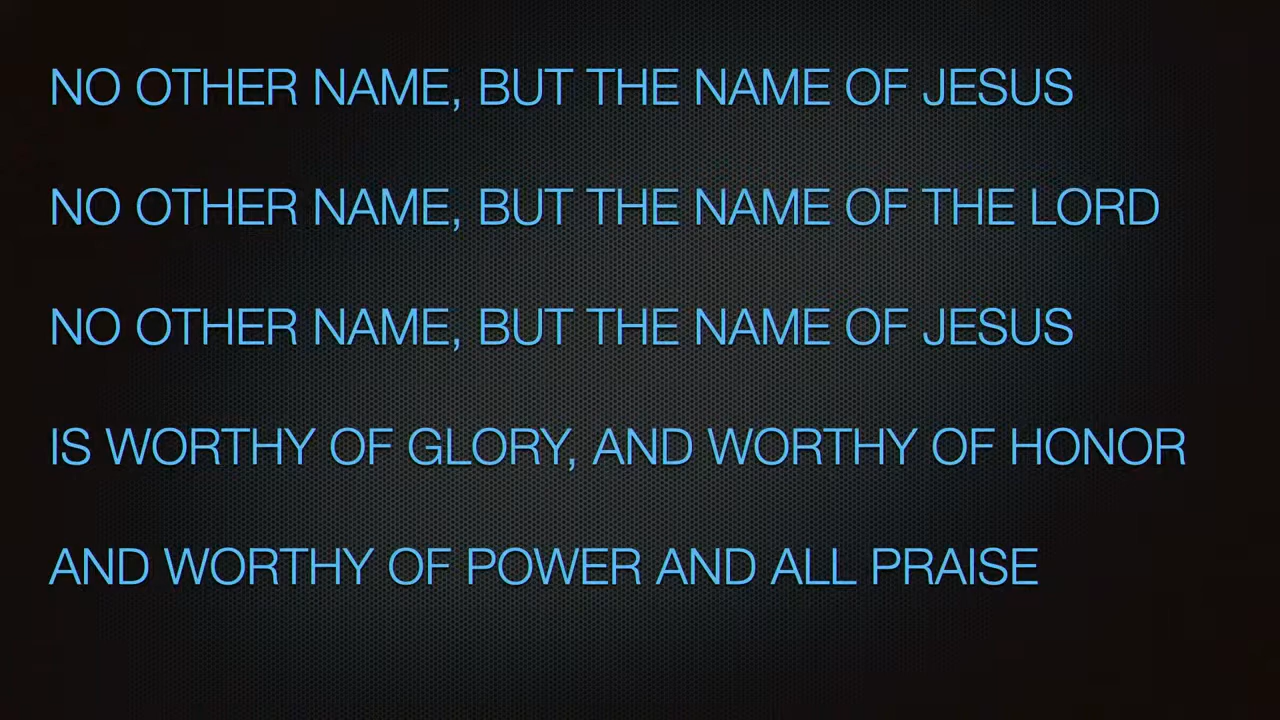 NO OTHER NAME, BUT THE NAME OF JESUS
NO OTHER NAME, BUT THE NAME OF THE LORD
NO OTHER NAME, BUT THE NAME OF JESUS
IS WORTHY OF GLORY, AND WORTHY OF HONOR
AND WORTHY OF POWER AND ALL PRAISE